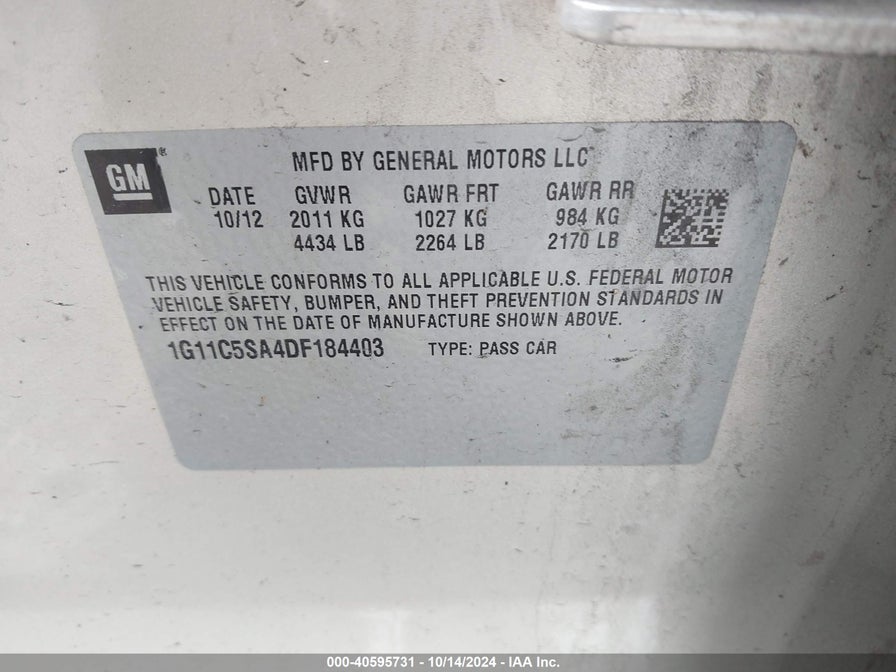 GM®
MFD BY GENERAL MOTORS LLC
DATE GVWR GAWR FRT GAWR RR
10/12 2011 KG 1027 KG 984 KG
4434 LB 2264 LB 2170 LB
THIS VEHICLE CONFORMS TO ALL APPLICABLE U.S. FEDERAL MOTOR
VEHICLE SAFETY, BUMPER, AND THEFT PREVENTION STANDARDS IN
EFFECT ON THE DATE OF MANUFACTURE SHOWN ABOVE.
1G11C5SA4DF184403 TYPE: PASS CAR
000-40595731 - 10/14/2024 - IAA Inc.